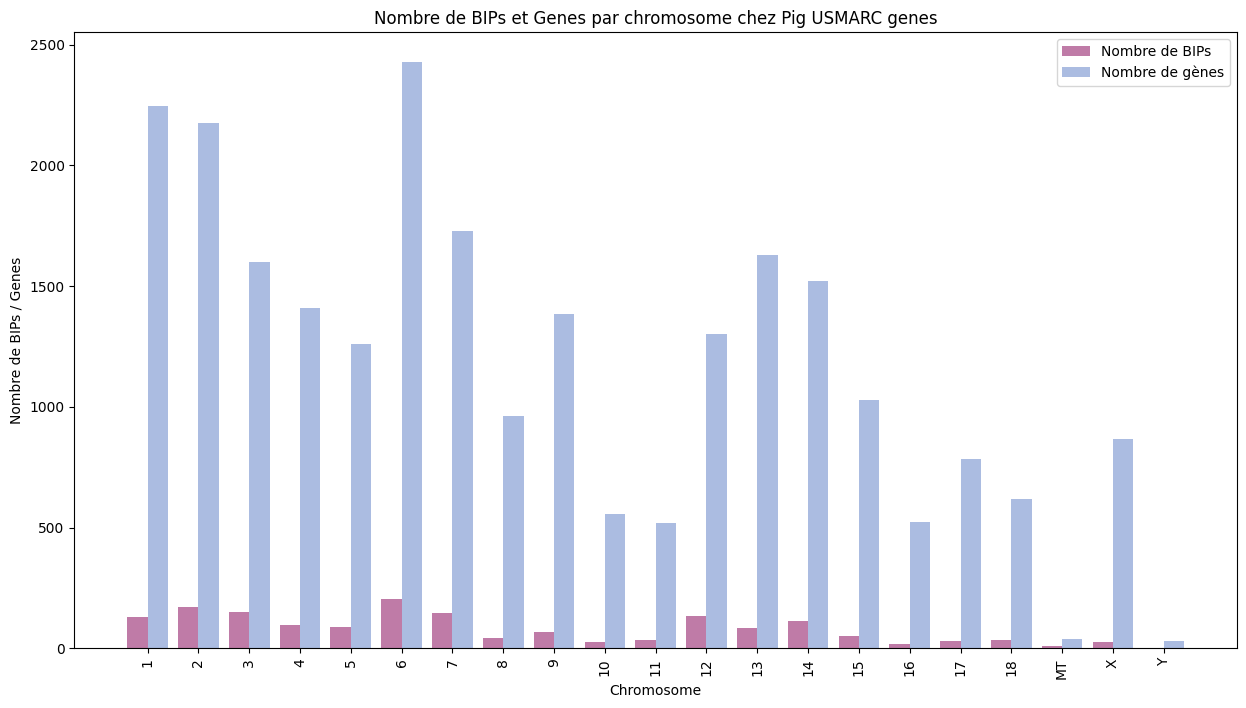 Nombre de BIPs et Genes par chromosome chez Pig USMARC genes
Nombre de BIPs
Nombre de gènes
Nombre de BIPs / Genes
2500
2000
1500
1000
500
0
1 2 3 4 5 6 7 8 9 10 11 12 13 14 15 16 17 18 MT X Y
Chromosome